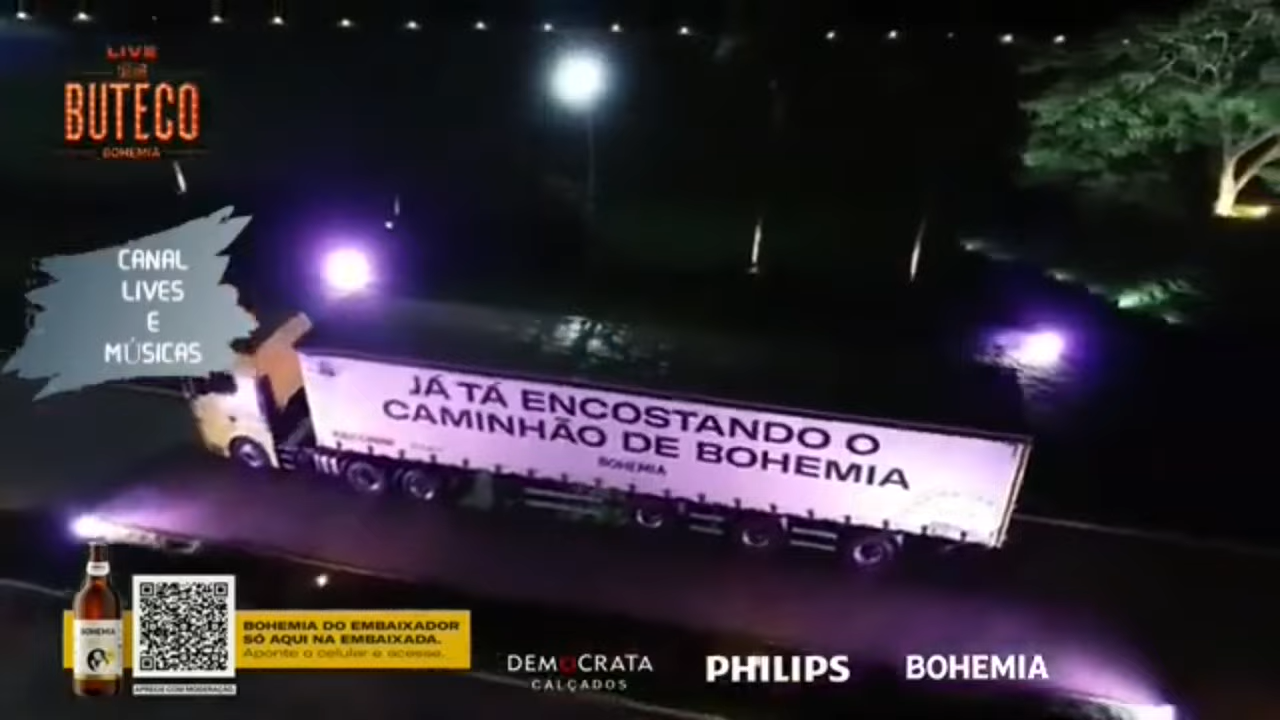 LIVE
BUTECO
BOHEMIA
CANAL
LIVES
E
MÚSICAS
JÁ TÁ ENCOSTANDO O
CAMINHÃO DE BOHEMIA
BOHEMIA
BOHEMIA
BOHEMIA DO EMBAIXADOR
SÓ AQUI NA EMBAIXADA.
Aponte o celular e acesse.
APRECIE COM MODERAÇÃO.
DEMOCRATA
CALÇADOS
PHILIPS
BOHEMIA